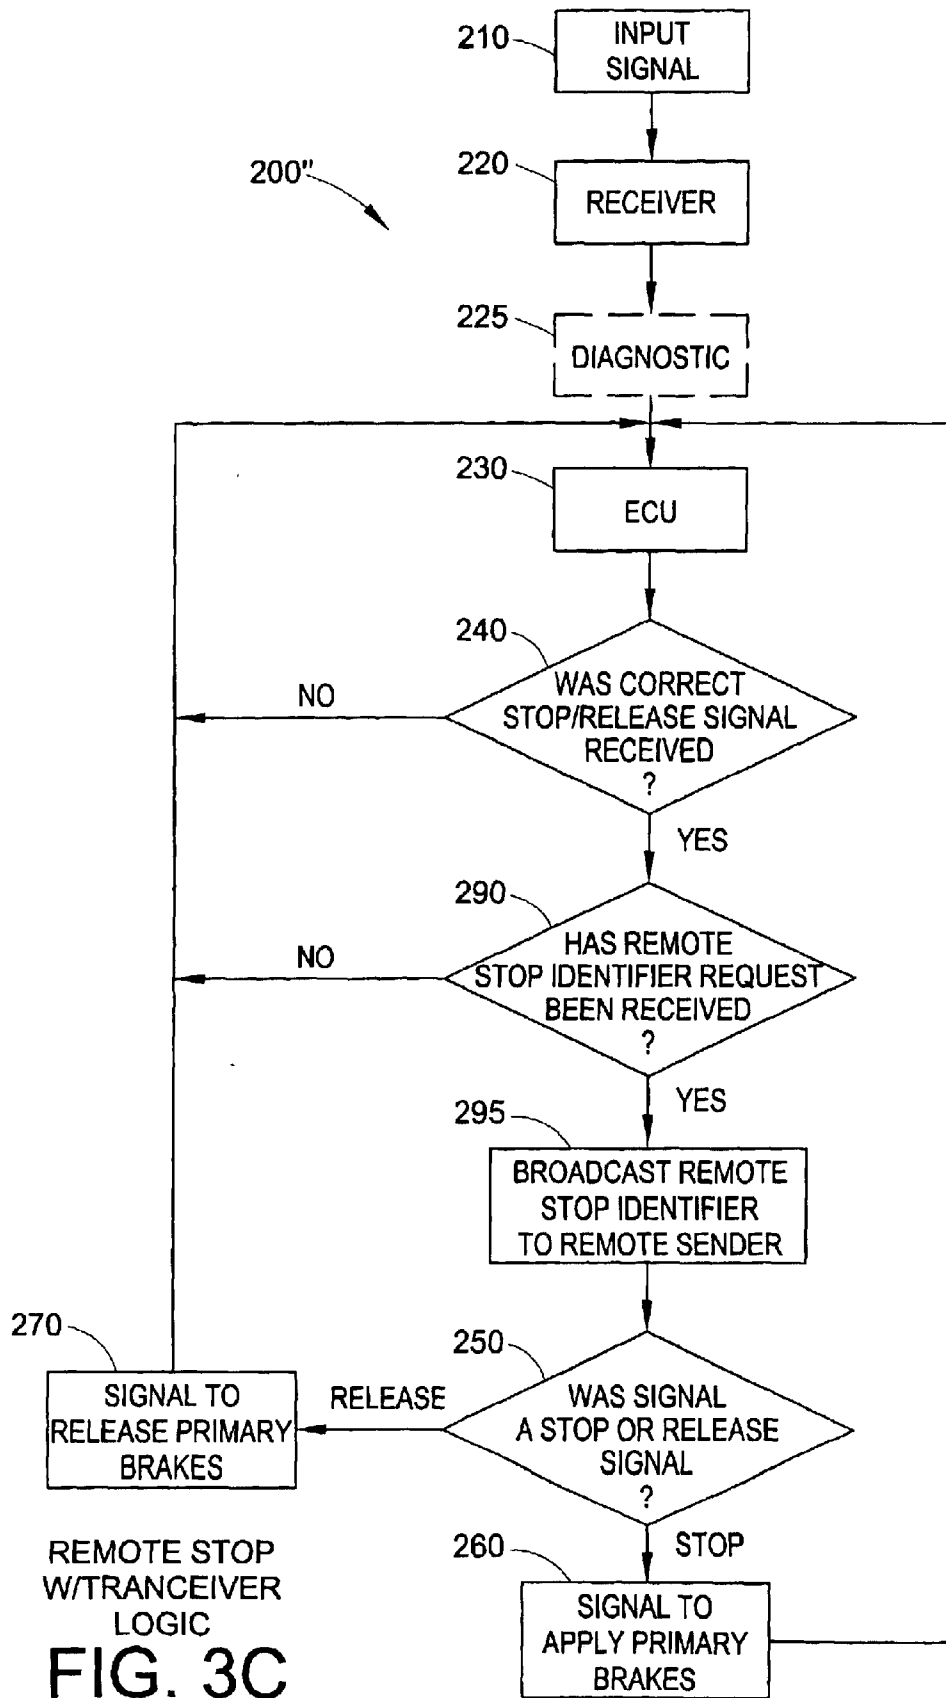 210
INPUT
SIGNAL
200"
220
RECEIVER
225
DIAGNOSTIC
230
ECU
240
WAS CORRECT
STOP/RELEASE SIGNAL
RECEIVED
?
NO
YES
290
HAS REMOTE
STOP IDENTIFIER REQUEST
BEEN RECEIVED
?
NO
YES
295
BROADCAST REMOTE
STOP IDENTIFIER
TO REMOTE SENDER
270
SIGNAL TO
RELEASE PRIMARY
BRAKES
RELEASE
250
WAS SIGNAL
A STOP OR RELEASE
SIGNAL
?
STOP
260
SIGNAL TO
APPLY PRIMARY
BRAKES
REMOTE STOP
W/TRANCEIVER
LOGIC
FIG. 3C